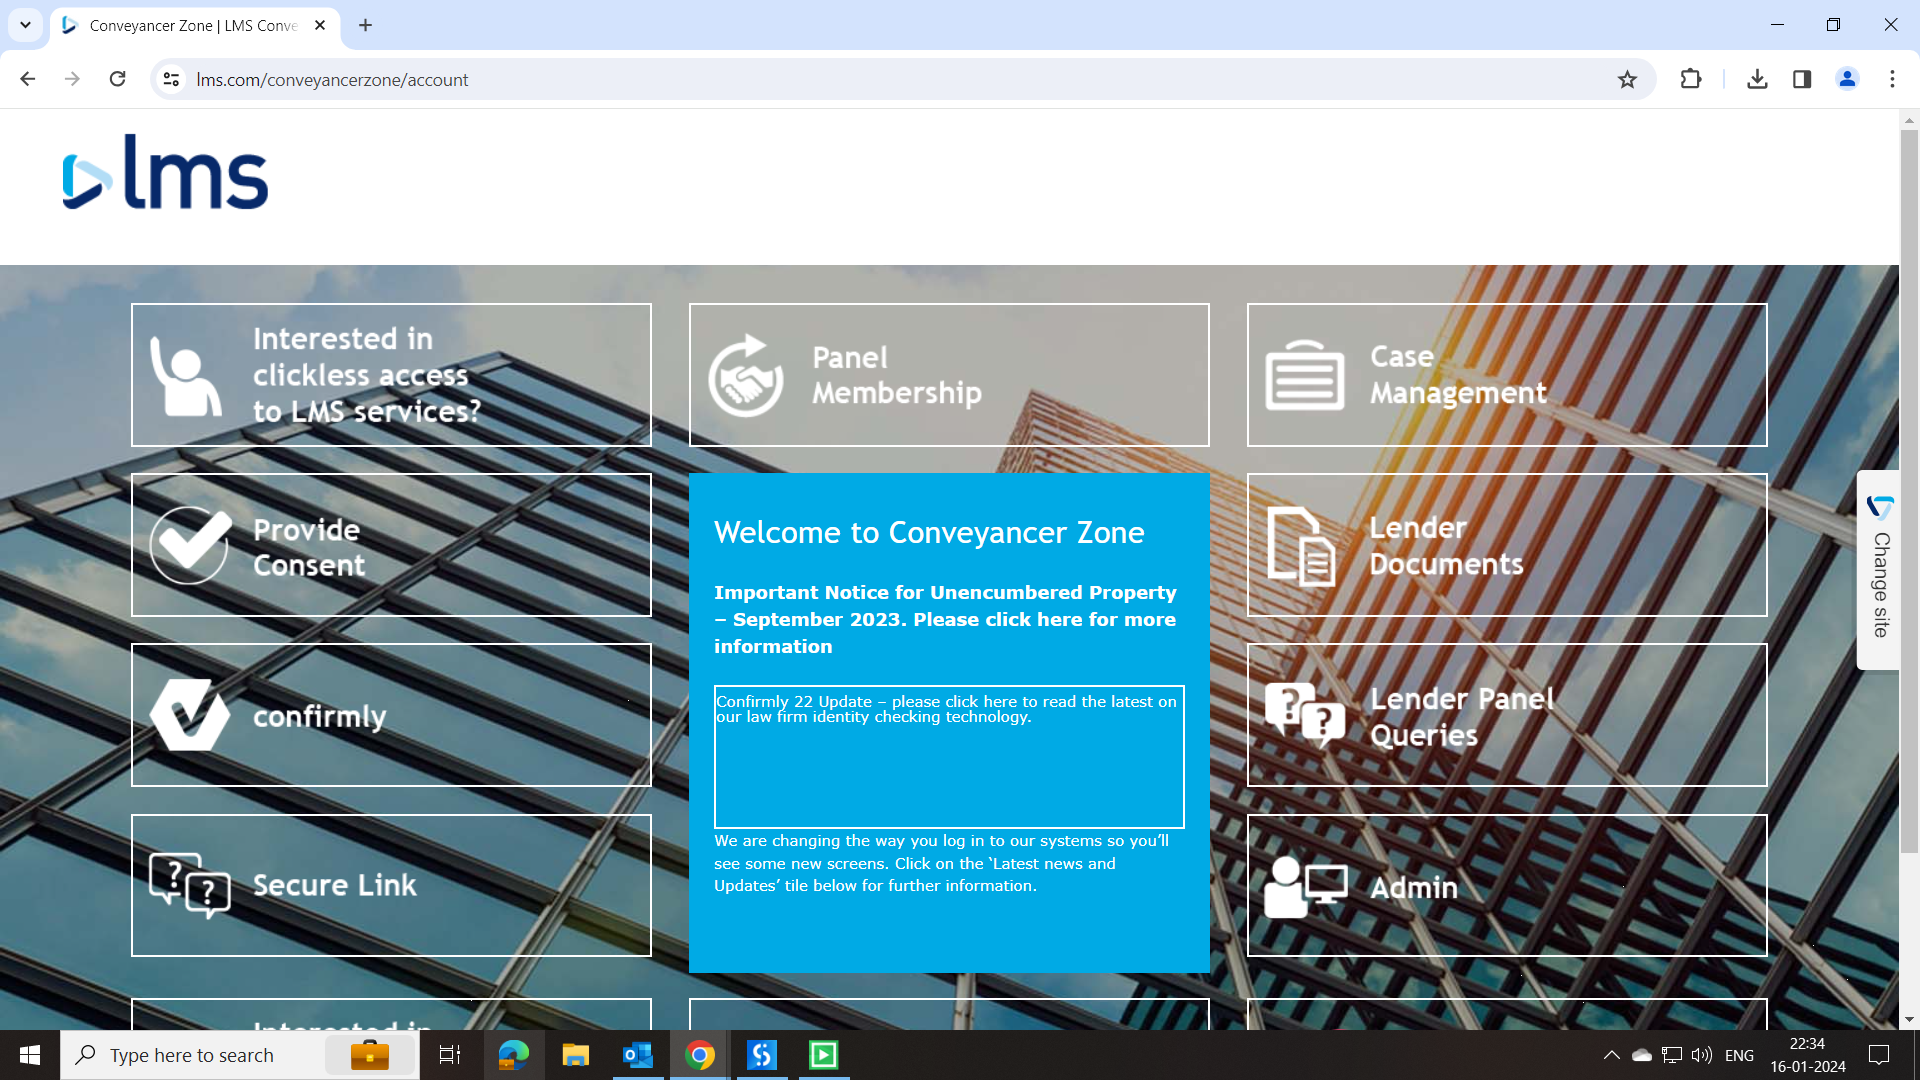 Conveyancer Zone | LMS Conve
lms.com/conveyancerzone/account
lms
Interested in
clickless access
to LMS services?
Panel
Membership
Case
Management
Provide
Consent
Welcome to Conveyancer Zone
Important Notice for Unencumbered Property
– September 2023. Please click here for more
information
Lender
Documents
Change site
confirmly
Confirmly 22 Update – please click here to read the latest on
our law firm identity checking technology.
Lender Panel
Queries
Secure Link
We are changing the way you log in to our systems so you’ll
see some new screens. Click on the ‘Latest news and
Updates’ tile below for further information.
Admin
Interested in
Type here to search
ENG
22:34
16-01-2024